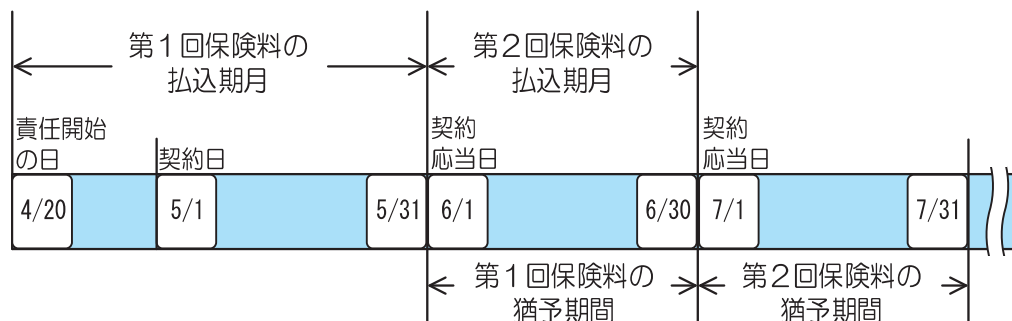 第1回保険料の
払込期月
第2回保険料の
払込期月
責任開始
の日
契約日
契約
応当日
契約
応当日
4/20
5/1
5/31
6/1
6/30
7/1
7/31
第1回保険料の
猶予期間
第2回保険料の
猶予期間